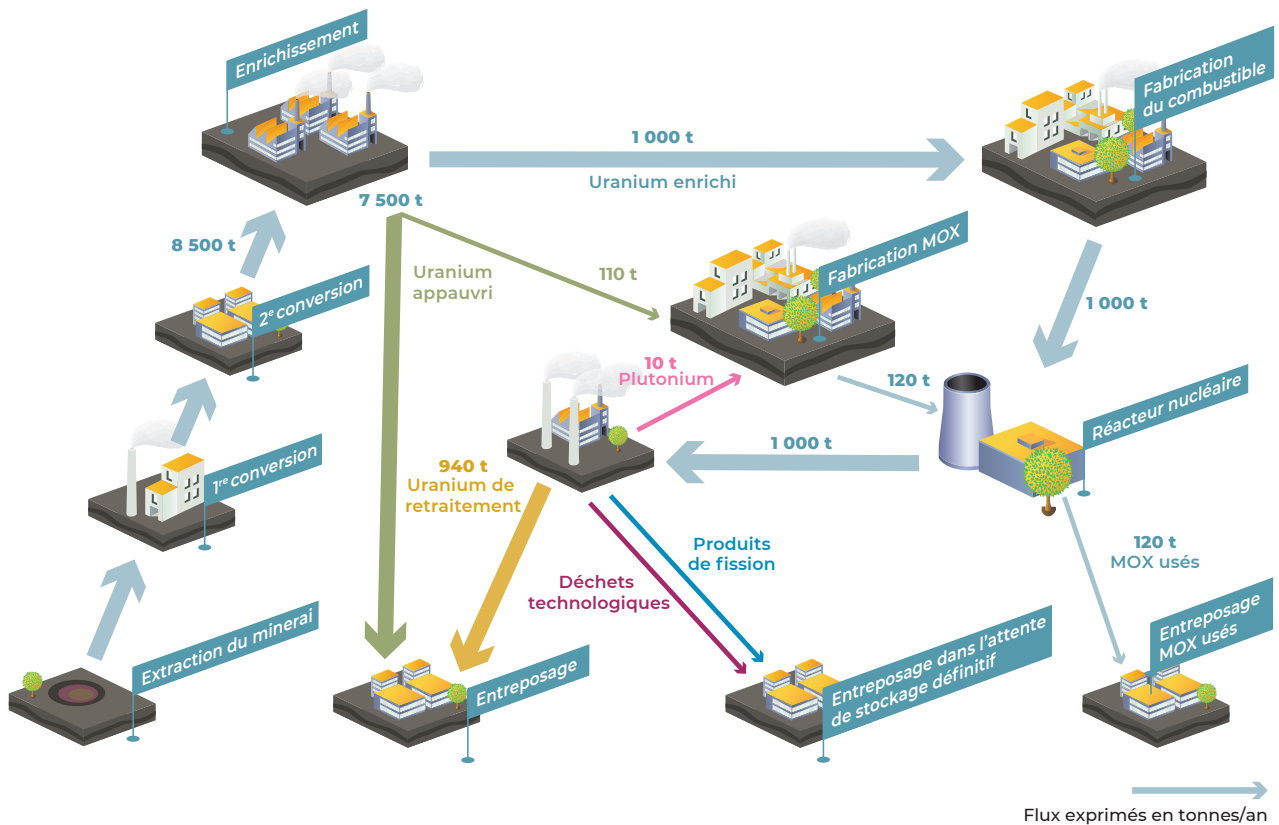 Enrichissement
Fabrication
du combustible
1 000 t
Uranium enrichi
7 500 t
8 500 t
Uranium
appauvri
110 t
Fabrication MOX
2e conversion
1 000 t
10 t
Plutonium
120 t
Réacteur nucléaire
1 000 t
1re conversion
940 t
Uranium de
retraitement
Produits
de fission
120 t
MOX usés
Déchets
technologiques
Extraction du minerai
Entreposage
Entreposage dans l'attente
de stockage définitif
Entreposage
MOX usés
Flux exprimés en tonnes/an